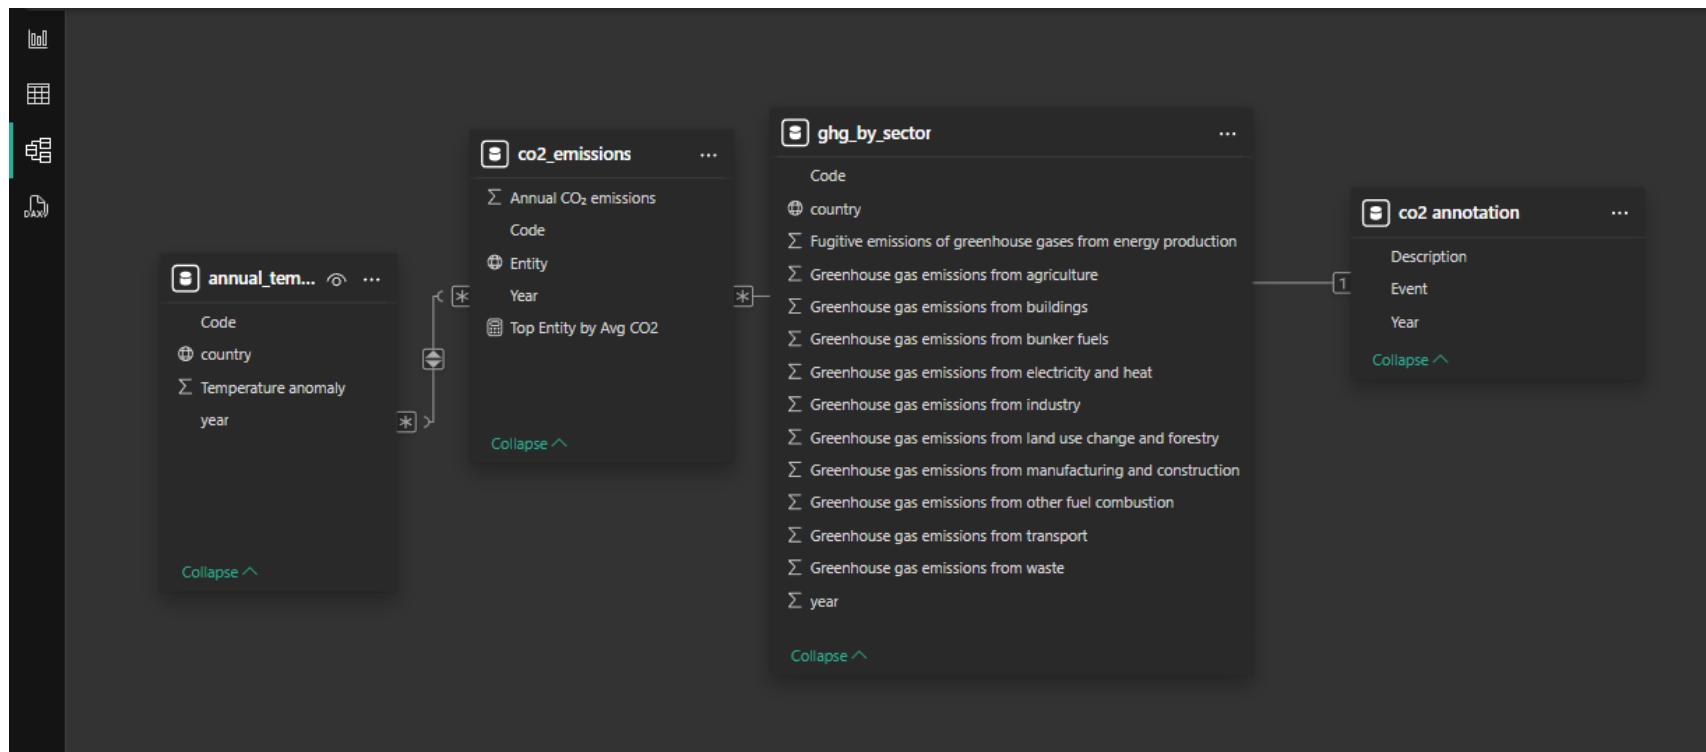 DAX
annual_tem...
Code
country
Temperature anomaly
year
Collapse
*
*
co2_emissions
Annual CO₂ emissions
Code
Entity
Year
Top Entity by Avg CO2
Collapse
*
ghg_by_sector
Code
country
Fugitive emissions of greenhouse gases from energy production
Greenhouse gas emissions from agriculture
Greenhouse gas emissions from buildings
Greenhouse gas emissions from bunker fuels
Greenhouse gas emissions from electricity and heat
Greenhouse gas emissions from industry
Greenhouse gas emissions from land use change and forestry
Greenhouse gas emissions from manufacturing and construction
Greenhouse gas emissions from other fuel combustion
Greenhouse gas emissions from transport
Greenhouse gas emissions from waste
year
Collapse
1
co2 annotation
Description
Event
Year
Collapse